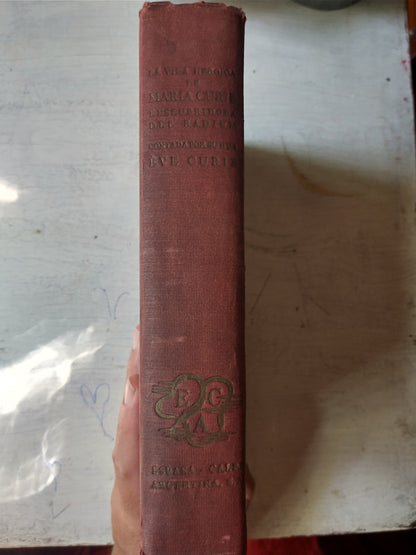 LA VIDA HEROICA
DE
MARIA CURIE
DESCUBRIDORA
DEL RADIUM
CONTADA POR SU HIJA
EVE CURIE
E C
A
ESPASA - CALPE
ARGENTINA, S.